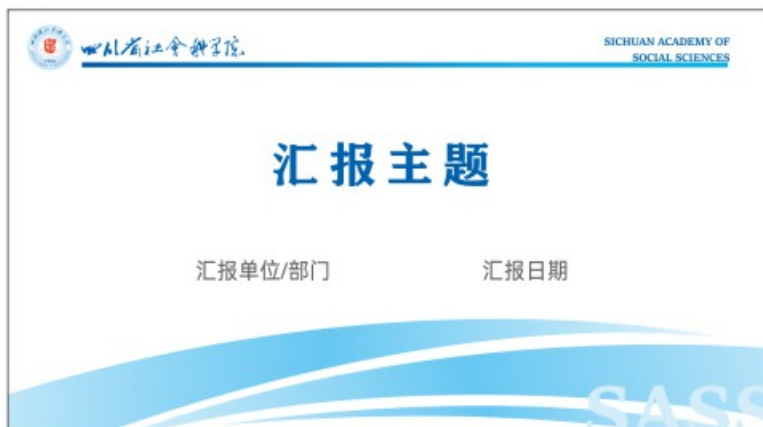 四川省社会科学院
SICHUAN ACADEMY OF
SOCIAL SCIENCES
汇报主题
汇报单位/部门
汇报日期
SASS